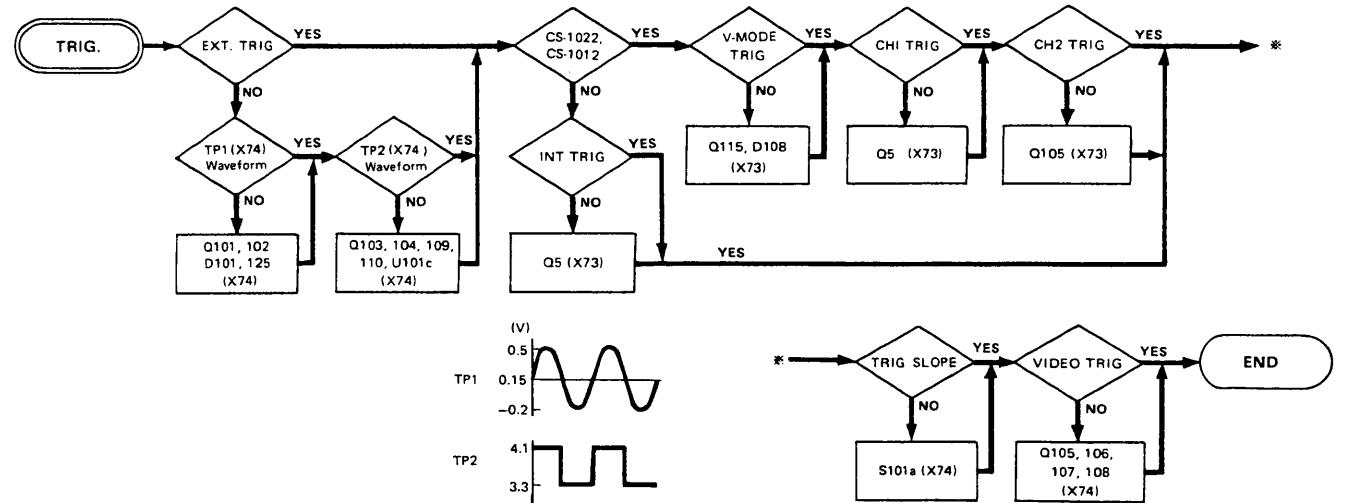 TRIG.
EXT. TRIG
YES
NO
CS-1022,
CS-1012
YES
NO
V-MODE
TRIG
YES
NO
CH1 TRIG
YES
NO
CH2 TRIG
YES
NO
※
TP1 (X74)
Waveform
YES
NO
TP2 (X74)
Waveform
YES
NO
INT TRIG
YES
NO
Q115, D108
(X73)
Q5 (X73)
Q105 (X73)
Q101, 102
D101, 125
(X74)
Q103, 104, 109,
110, U101c
(X74)
Q5 (X73)
YES
(V)
0.5
TP1
0.15
-0.2
4.1
TP2
3.3
※
TRIG SLOPE
YES
NO
VIDEO TRIG
YES
NO
END
S101a (X74)
Q105, 106,
107, 108
(X74)